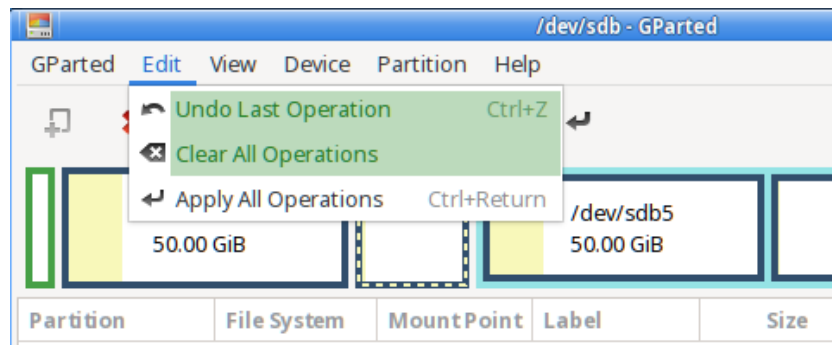 /dev/sdb - GParted
GParted Edit View Device Partition Help
Undo Last Operation Ctrl+Z
Clear All Operations
Apply All Operations Ctrl+Return
/dev/sdb5
50.00 GiB 50.00 GiB
Partition File System Mount Point Label Size